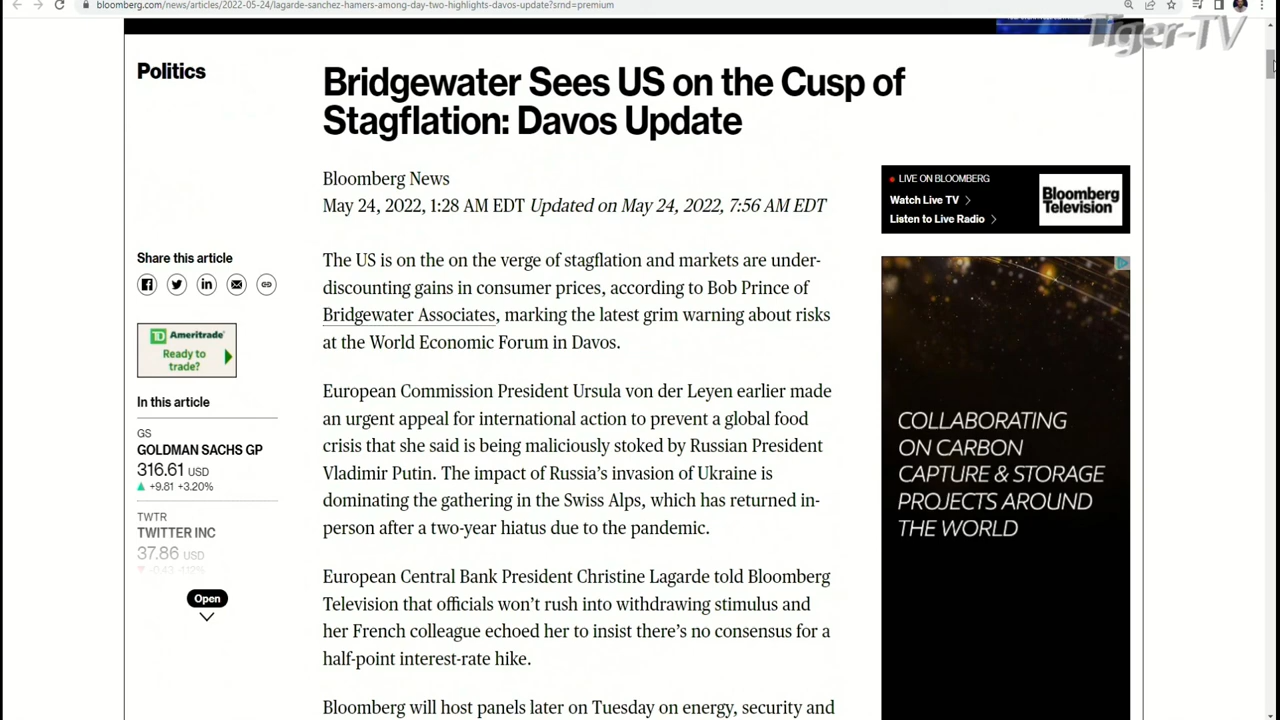 bloomberg.com/news/articles/2022-05-24/lagarde-sanchez-hamers-among-day-two-highlights-davos-update?srnd=premium
Tiger-TV
Politics
Bridgewater Sees US on the Cusp of
Stagflation: Davos Update
Bloomberg News
May 24, 2022, 1:28 AM EDT Updated on May 24, 2022, 7:56 AM EDT
LIVE ON BLOOMBERG
Watch Live TV
Listen to Live Radio
Bloomberg
Television
Share this article
The US is on the on the verge of stagflation and markets are under-
discounting gains in consumer prices, according to Bob Prince of
Bridgewater Associates, marking the latest grim warning about risks
at the World Economic Forum in Davos.
TD Ameritrade
Ready to
trade?
In this article
GS
GOLDMAN SACHS GP
316.61 USD
+9.81 +3.20%
TWTR
TWITTER INC
37.86 USD
Open
European Commission President Ursula von der Leyen earlier made
an urgent appeal for international action to prevent a global food
crisis that she said is being maliciously stoked by Russian President
Vladimir Putin. The impact of Russia's invasion of Ukraine is
dominating the gathering in the Swiss Alps, which has returned in-
person after a two-year hiatus due to the pandemic.
European Central Bank President Christine Lagarde told Bloomberg
Television that officials won't rush into withdrawing stimulus and
her French colleague echoed her to insist there's no consensus for a
half-point interest-rate hike.
Bloomberg will host panels later on Tuesday on energy, security and
COLLABORATING
ON CARBON
CAPTURE & STORAGE
PROJECTS AROUND
THE WORLD